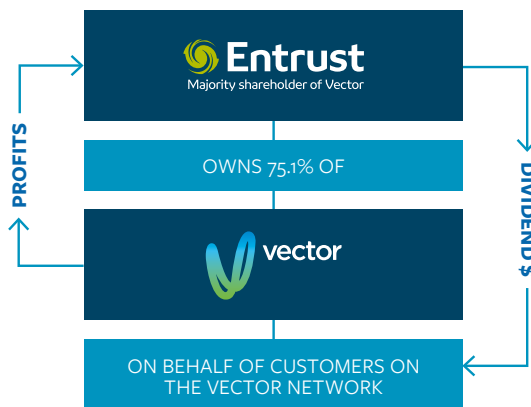 Entrust
Majority shareholder of Vector
PROFITS
OWNS 75.1% OF
DIVIDEND $
vector
ON BEHALF OF CUSTOMERS ON
THE VECTOR NETWORK